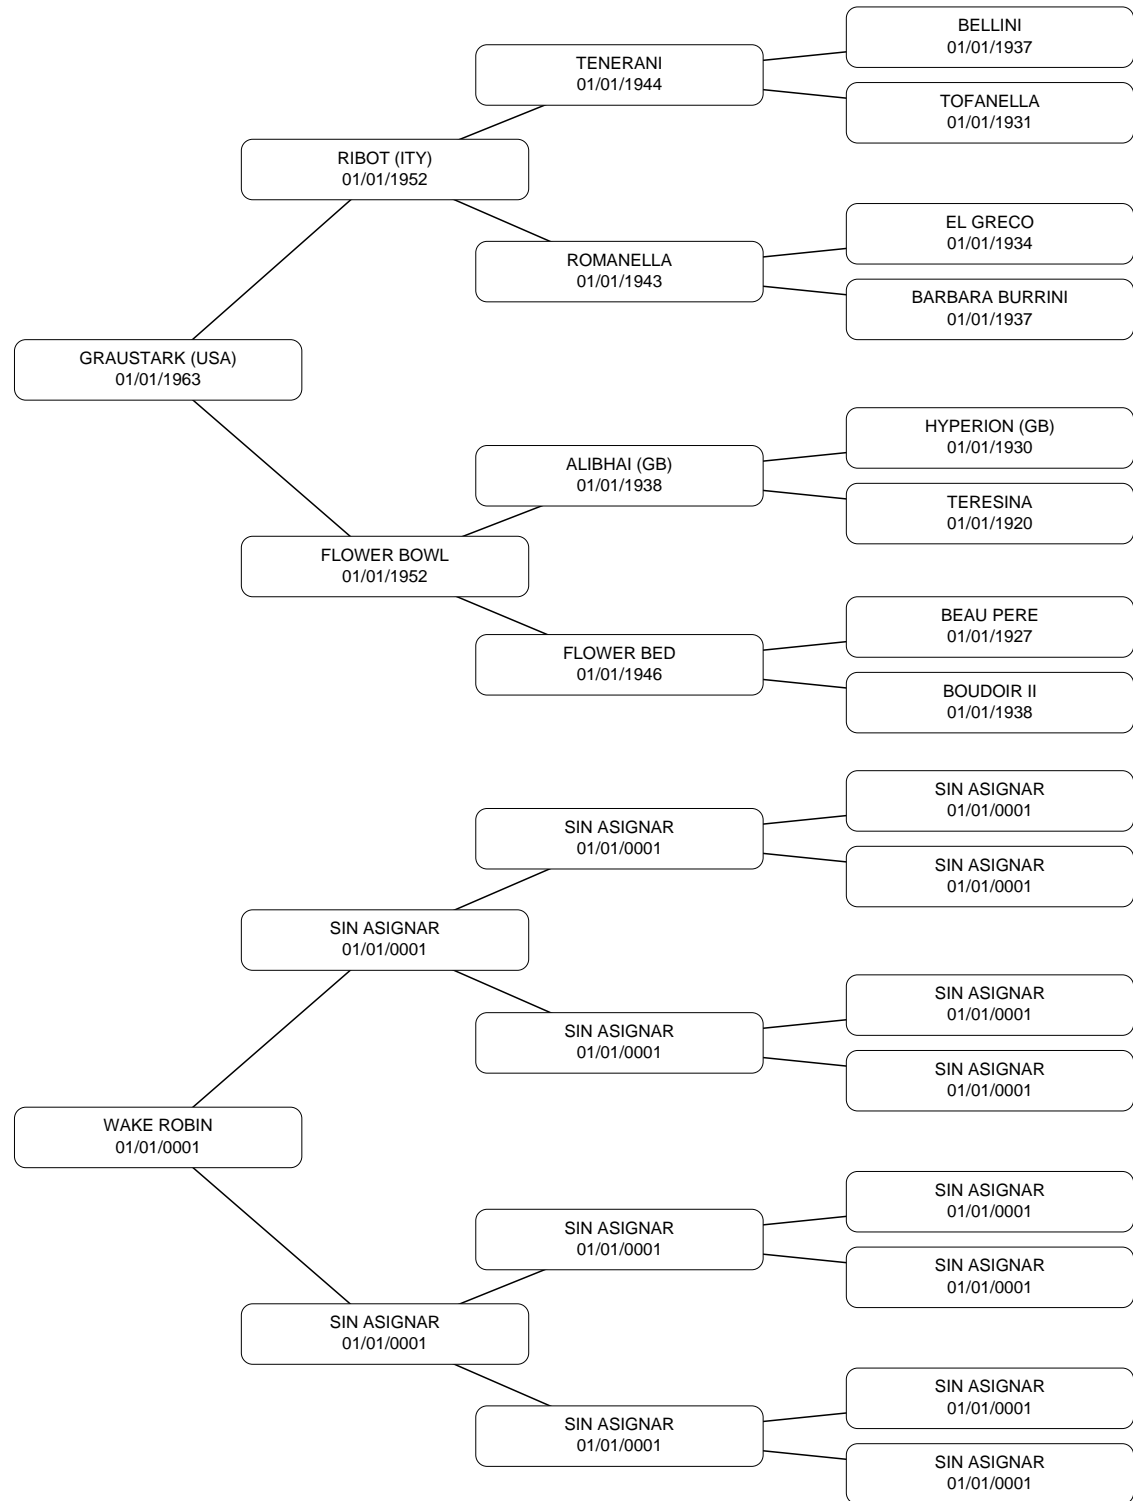 BELLINI
01/01/1937
TENERANI
01/01/1944
TOFANELLA
01/01/1931
RIBOT (ITY)
01/01/1952
EL GRECO
01/01/1934
ROMANELLA
01/01/1943
BARBARA BURRINI
01/01/1937
GRAUSTARK (USA)
01/01/1963
HYPERION (GB)
01/01/1930
ALIBHAI (GB)
01/01/1938
TERESINA
01/01/1920
FLOWER BOWL
01/01/1952
BEAU PERE
01/01/1927
FLOWER BED
01/01/1946
BOUDOIR II
01/01/1938
SIN ASIGNAR
01/01/0001
SIN ASIGNAR
01/01/0001
SIN ASIGNAR
01/01/0001
SIN ASIGNAR
01/01/0001
SIN ASIGNAR
01/01/0001
SIN ASIGNAR
01/01/0001
SIN ASIGNAR
01/01/0001
WAKE ROBIN
01/01/0001
SIN ASIGNAR
01/01/0001
SIN ASIGNAR
01/01/0001
SIN ASIGNAR
01/01/0001
SIN ASIGNAR
01/01/0001
SIN ASIGNAR
01/01/0001
SIN ASIGNAR
01/01/0001
SIN ASIGNAR
01/01/0001